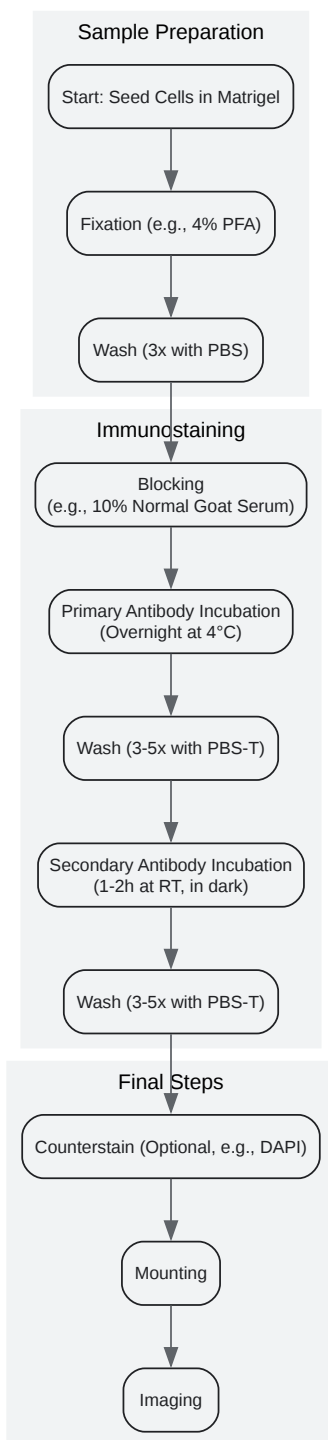 Sample Preparation
Start: Seed Cells in Matrigel
Fixation (e.g., 4% PFA)
Wash (3x with PBS)
Immunostaining
Blocking
(e.g., 10% Normal Goat Serum)
Primary Antibody Incubation
(Overnight at 4°C)
Wash (3-5x with PBS-T)
Secondary Antibody Incubation
(1-2h at RT, in dark)
Wash (3-5x with PBS-T)
Final Steps
Counterstain (Optional, e.g., DAPI)
Mounting
Imaging